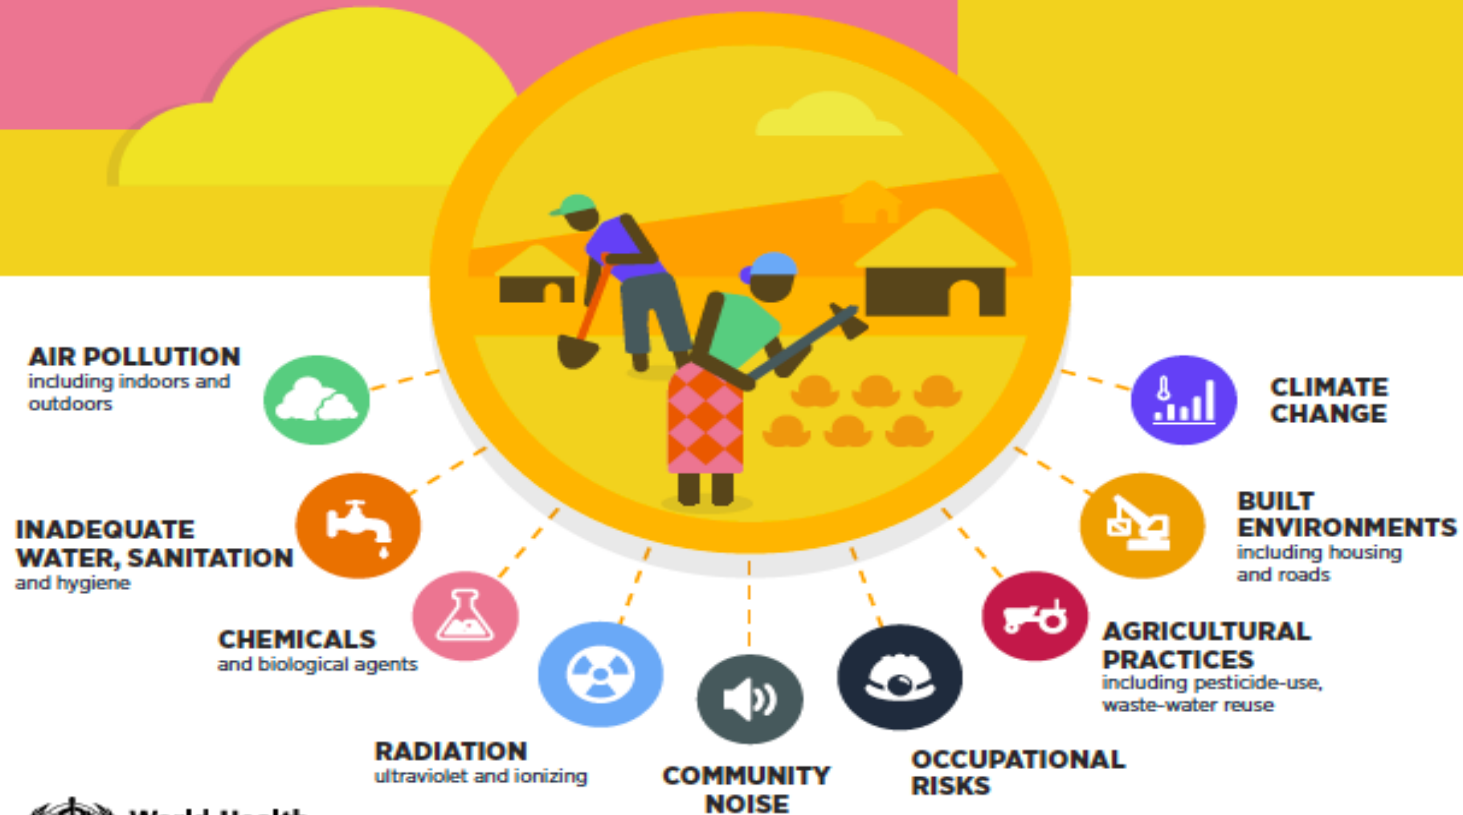 AIR POLLUTION
including indoors and
outdoors
INADEQUATE
WATER, SANITATION
and hygiene
CHEMICALS
and biological agents
RADIATION
ultraviolet and ionizing
COMMUNITY
NOISE
OCCUPATIONAL
RISKS
AGRICULTURAL
PRACTICES
including pesticide-use,
waste-water reuse
BUILT
ENVIRONMENTS
including housing
and roads
CLIMATE
CHANGE
World Health